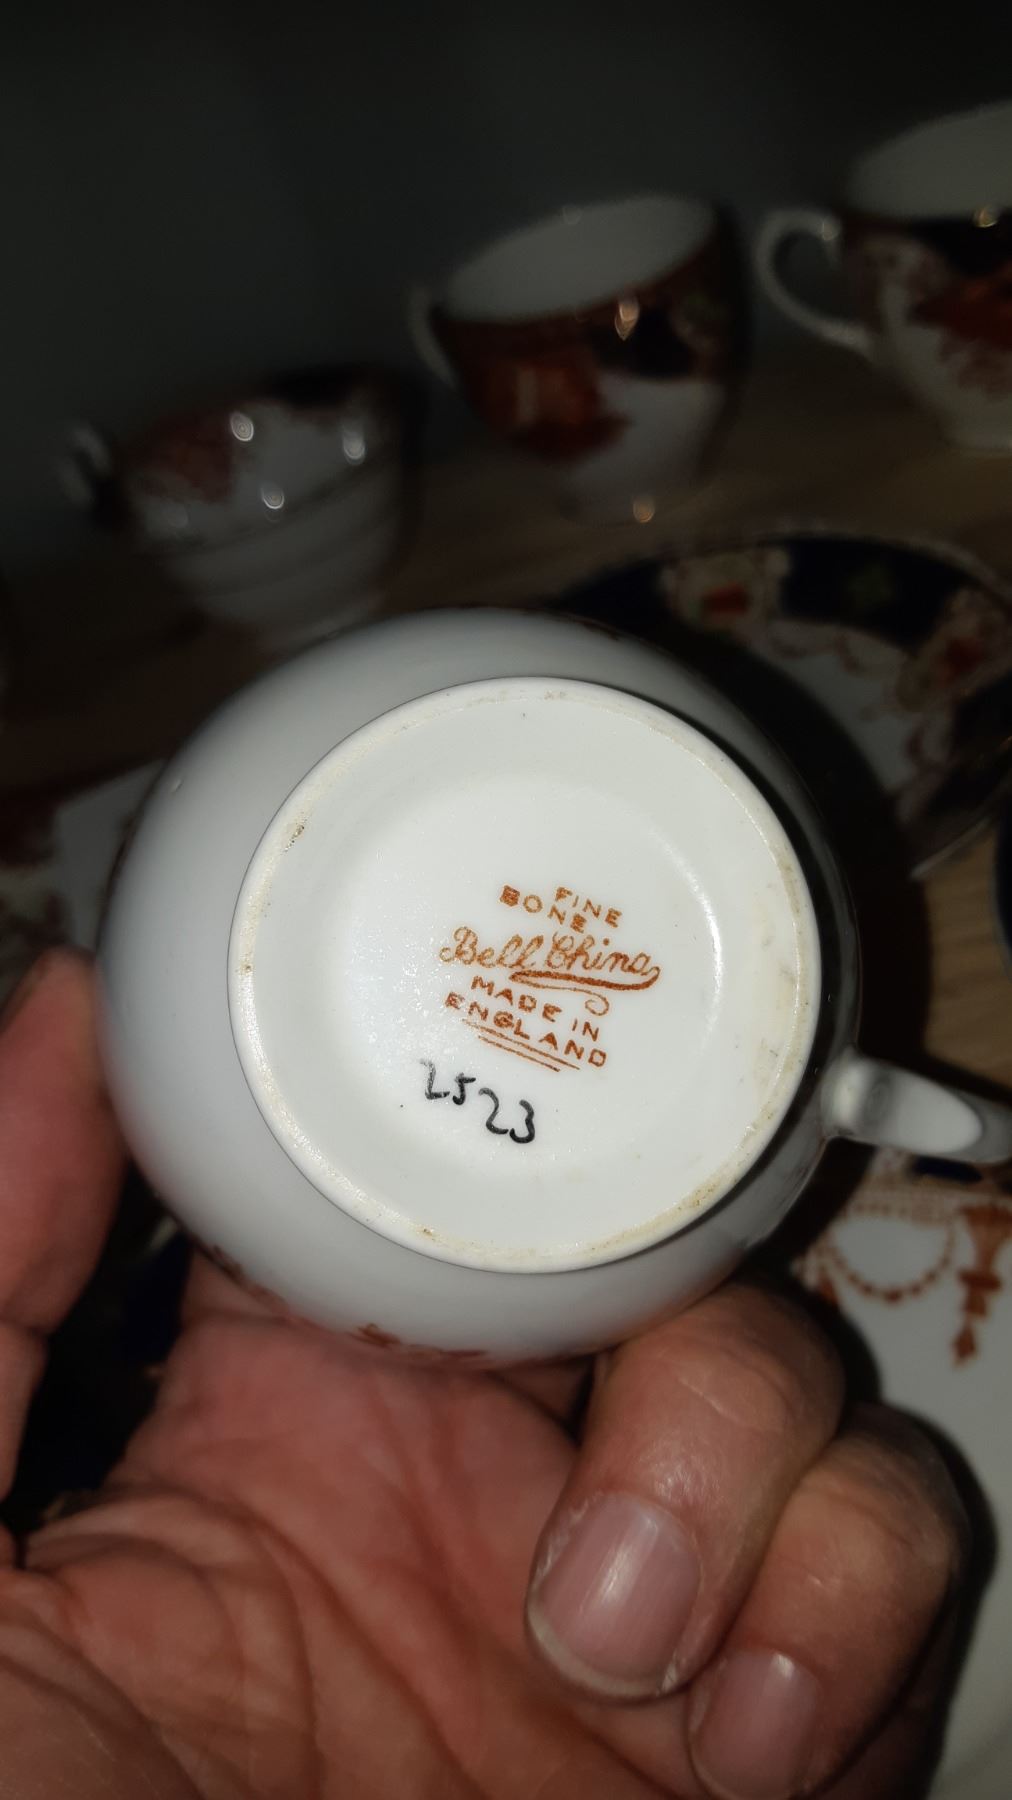 FINE
BONE
Bell China
MADE IN
ENGLAND
2523